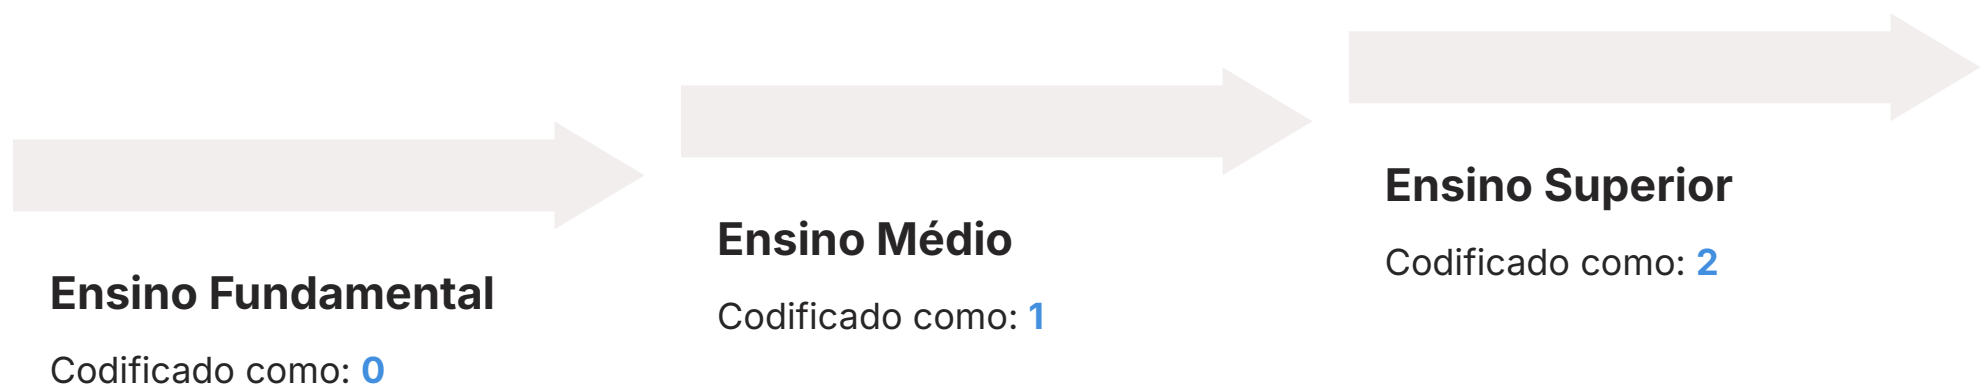 Ensino Fundamental
Codificado como: 0
Ensino Médio
Codificado como: 1
Ensino Superior
Codificado como: 2